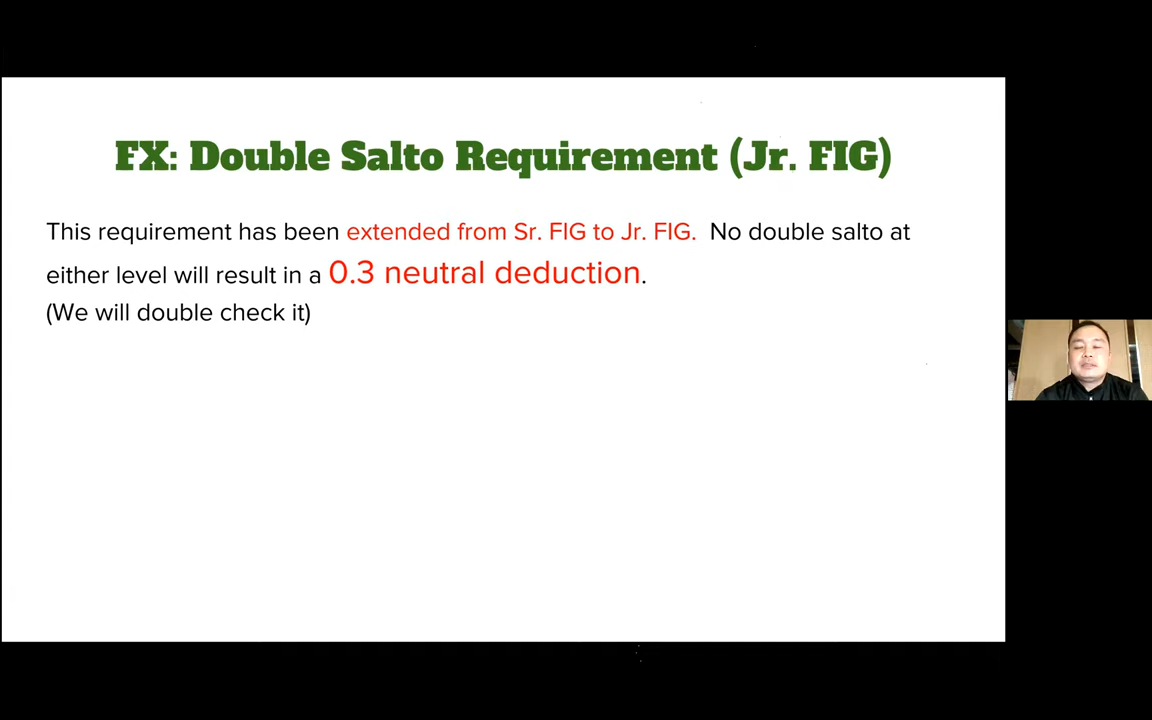 FX: Double Salto Requirement (Jr. FIG)
This requirement has been extended from Sr. FIG to Jr. FIG. No double salto at
either level will result in a 0.3 neutral deduction.
(We will double check it)